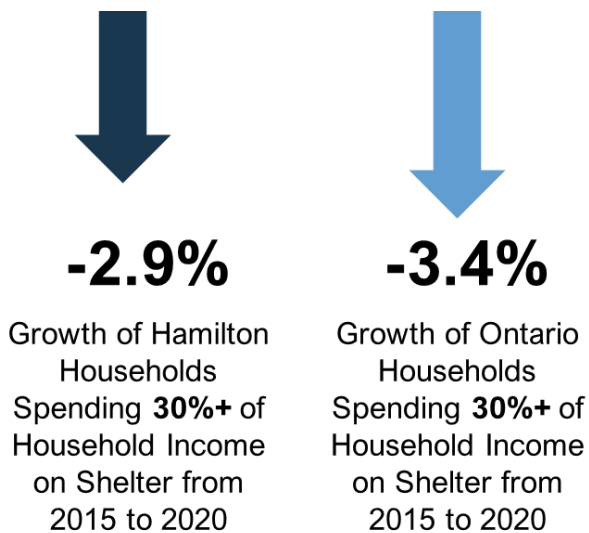 -2.9%
Growth of Hamilton
Households
Spending 30%+ of
Household Income
on Shelter from
2015 to 2020
-3.4%
Growth of Ontario
Households
Spending 30%+ of
Household Income
on Shelter from
2015 to 2020